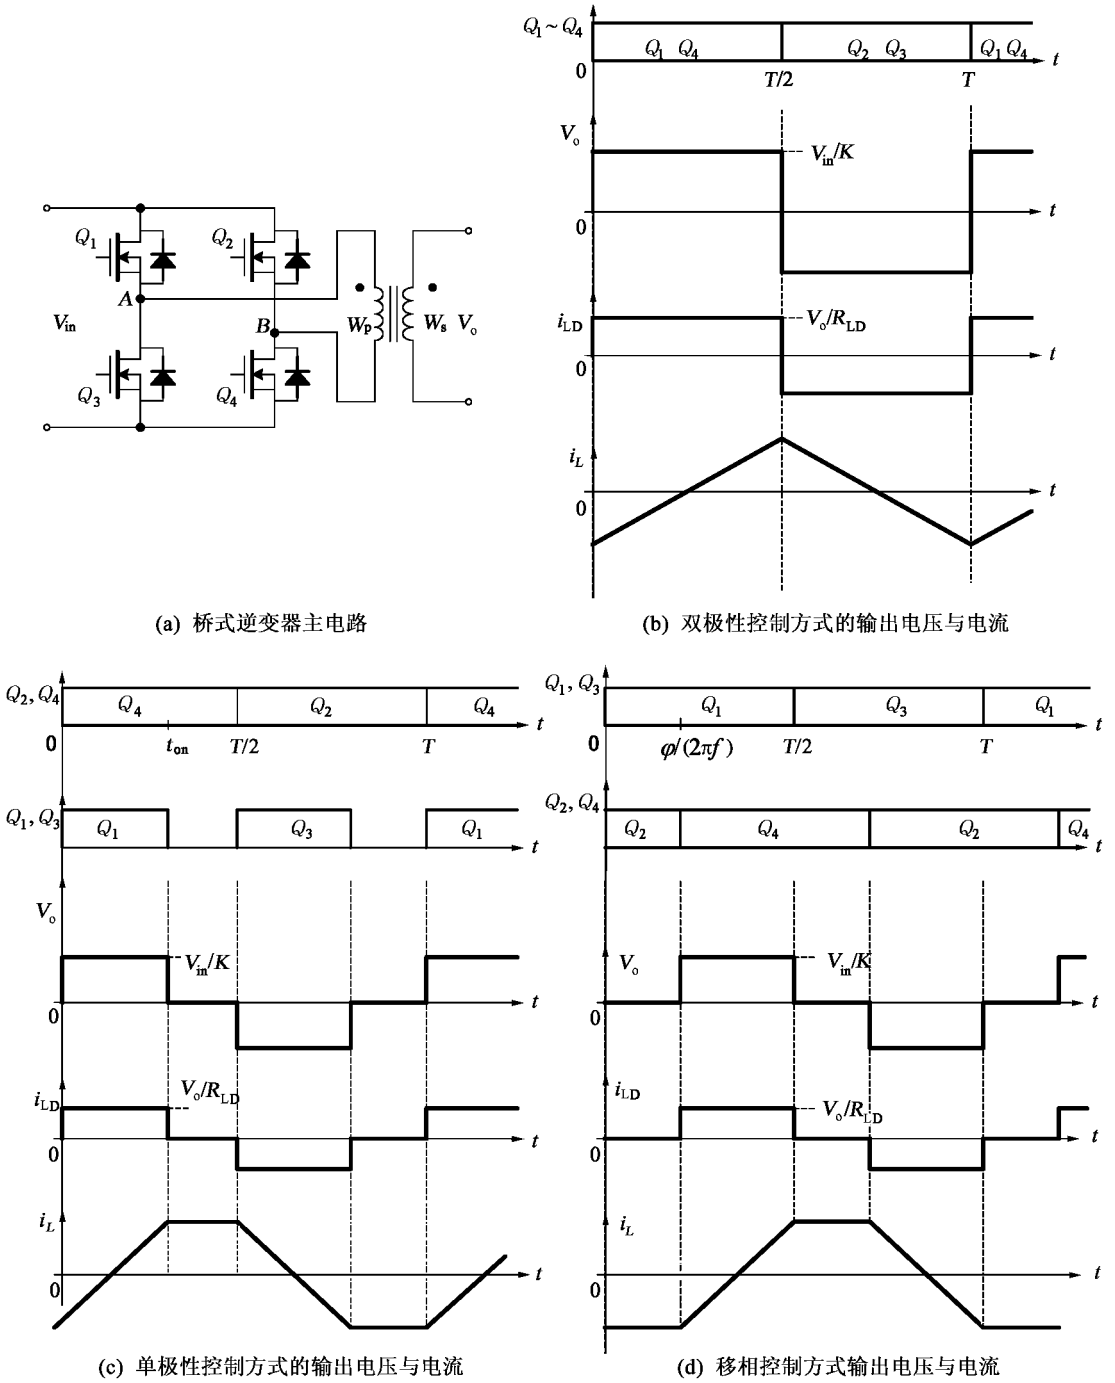 Q1 Q2
A
Vin B Wp Ws Vo
Q3 Q4
(a) 桥式逆变器主电路
Q1~Q4
Q1 Q4 Q2 Q3 Q1 Q4 t
0 T/2 T
Vo
Vin/K
0 t
iLD Vo/RLD
0 t
iL
0 t
(b) 双极性控制方式的输出电压与电流
Q2, Q4 Q4 Q2 Q4 t
0 ton T/2 T
Q1, Q3 Q1 Q3 Q1 t
Vo
Vin/K
0 t
iLD Vo/RLD
0 t
iL
0 t
(c) 单极性控制方式的输出电压与电流
Q1, Q3 Q1 Q3 Q1 t
0 φ/(2πf) T/2 T
Q2, Q4 Q2 Q4 Q2 Q4 t
Vo Vin/K
0 t
iLD Vo/RLD
0 t
iL
0 t
(d) 移相控制方式输出电压与电流